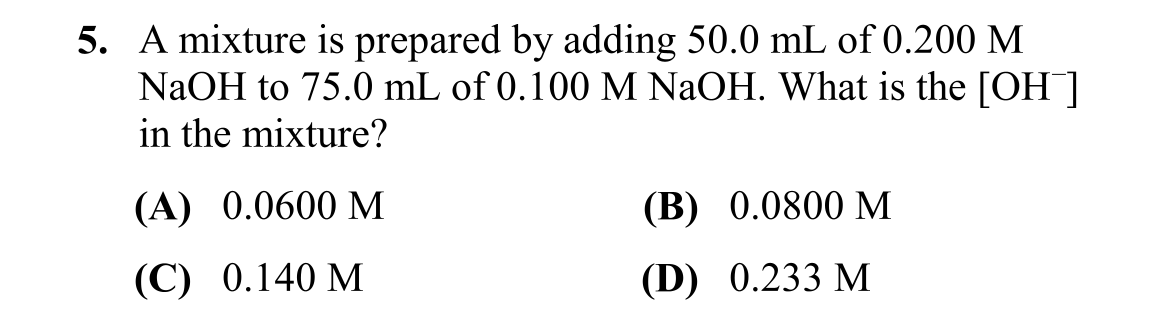 5. A mixture is prepared by adding 50.0 mL of 0.200 M
NaOH to 75.0 mL of 0.100 M NaOH. What is the [OH⁻]
in the mixture?
(A) 0.0600 M (B) 0.0800 M
(C) 0.140 M (D) 0.233 M